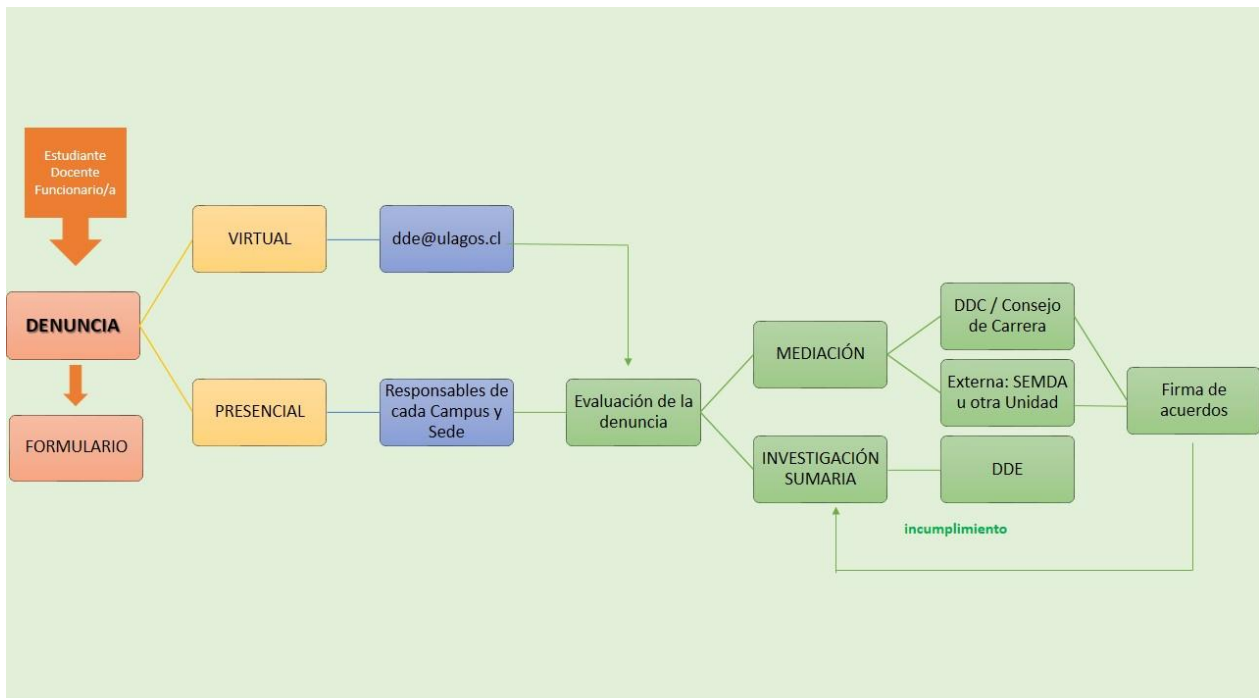 Estudiante
Docente
Funcionario/a
DENUNCIA
FORMULARIO
VIRTUAL
dde@ulagos.cl
PRESENCIAL
Responsables de
cada Campus y
Sede
Evaluación de la
denuncia
MEDIACIÓN
DDC / Consejo
de Carrera
Externa: SEMDA
u otra Unidad
Firma de
acuerdos
INVESTIGACIÓN
SUMARIA
DDE
incumplimiento